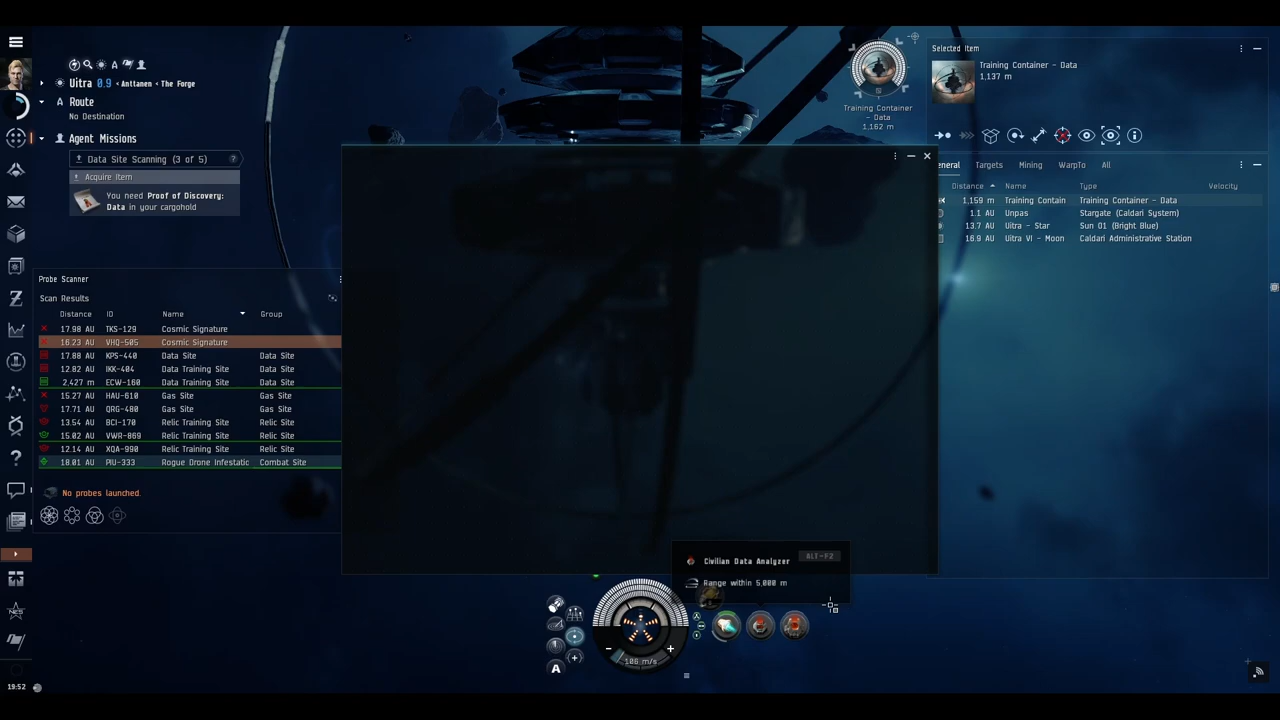 Uitra 0.9 < Anttanen < The Forge
Route
No Destination
Agent Missions
Data Site Scanning (3 of 5) ?
Acquire Item
You need Proof of Discovery:
Data in your cargohold
Probe Scanner
Scan Results
Distance ID Name Group
17.98 AU TKS-129 Cosmic Signature
16.23 AU VHQ-505 Cosmic Signature
17.88 AU KPS-440 Data Site Data Site
12.82 AU IKK-404 Data Training Site Data Site
2,427 m ECW-160 Data Training Site Data Site
15.27 AU HAU-610 Gas Site Gas Site
17.71 AU QRG-480 Gas Site Gas Site
13.54 AU BCI-170 Relic Training Site Relic Site
15.02 AU VWR-869 Relic Training Site Relic Site
12.14 AU XQA-990 Relic Training Site Relic Site
18.01 AU PIU-333 Rogue Drone Infestatic Combat Site
No probes launched.
19:52
Training Container
- Data
1,162 m
Selected Item
Training Container - Data
1,137 m
eneral Targets Mining WarpTo All
Distance Name Type Velocity
1,159 m Training Contain Training Container - Data
1.1 AU Unpas Stargate (Caldari System)
13.7 AU Uitra - Star Sun 01 (Bright Blue)
16.9 AU Uitra VI - Moon Caldari Administrative Station
Civilian Data Analyzer ALT-F2
Range within 5,000 m
106 m/s
A